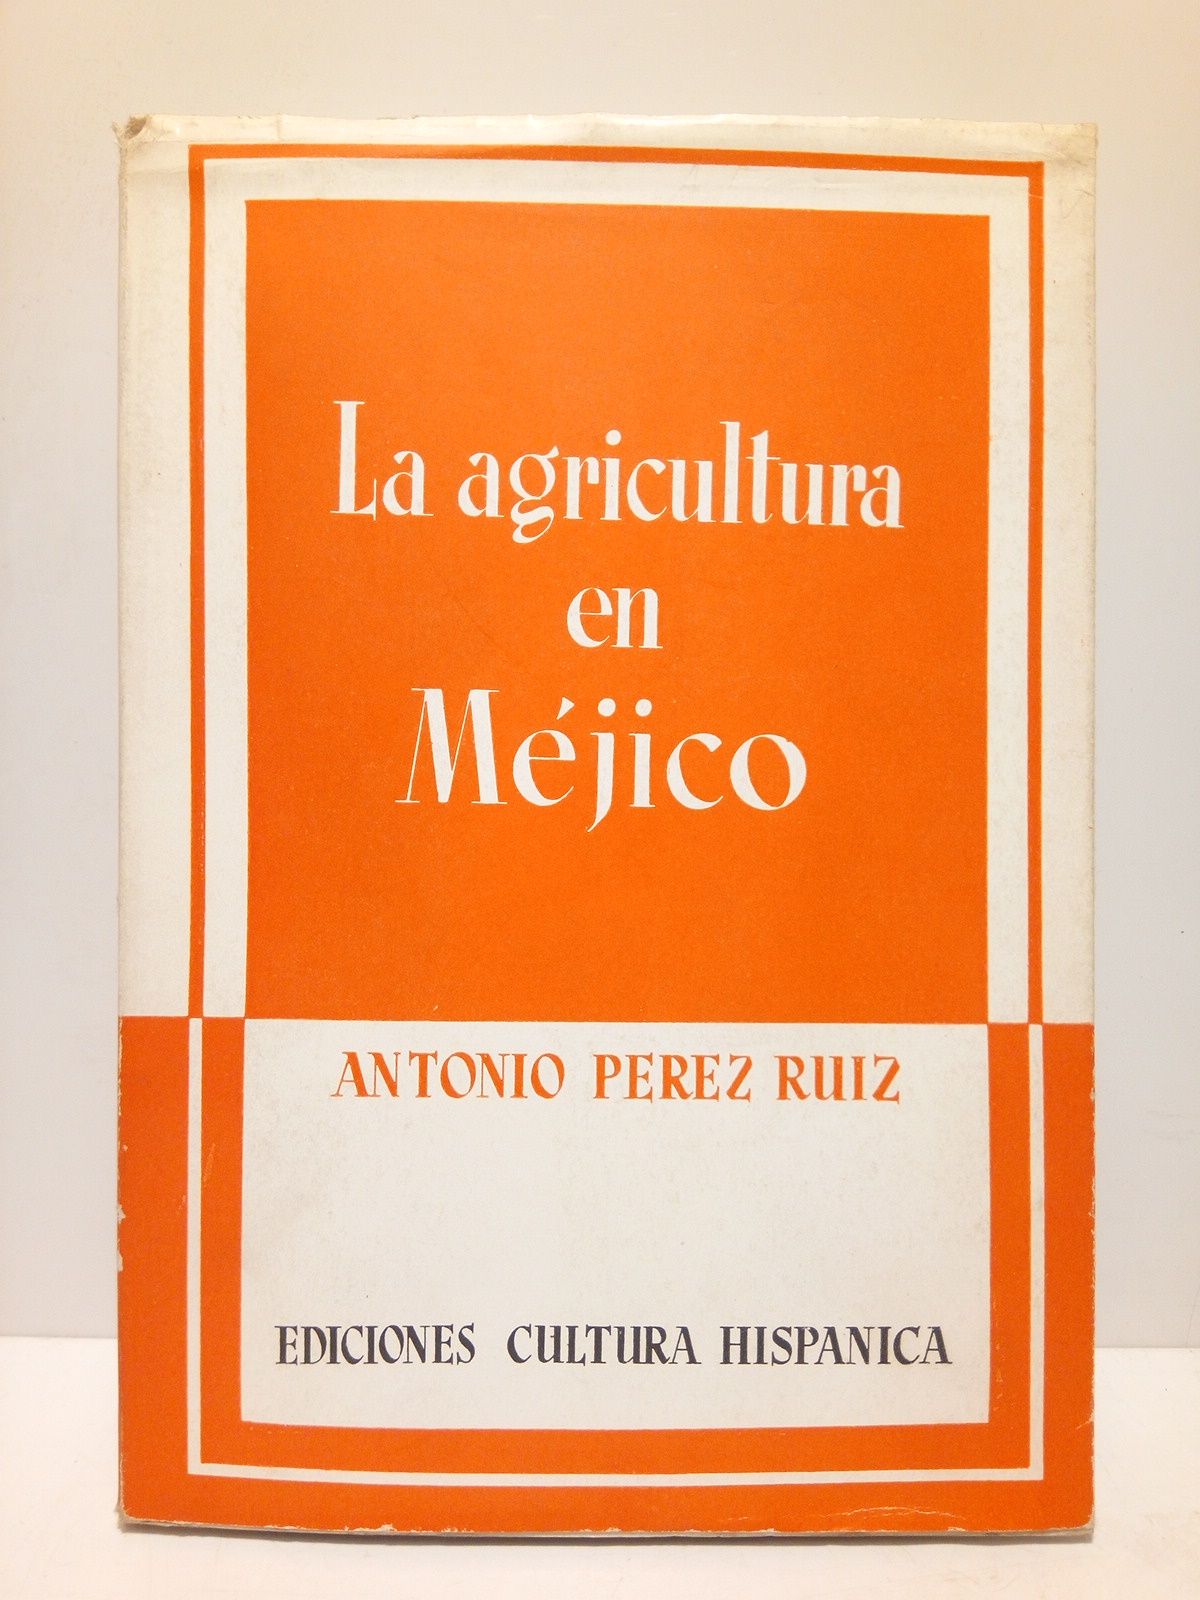 La agricultura
en
Méjico
ANTONIO PEREZ RUIZ
EDICIONES CULTURA HISPANICA